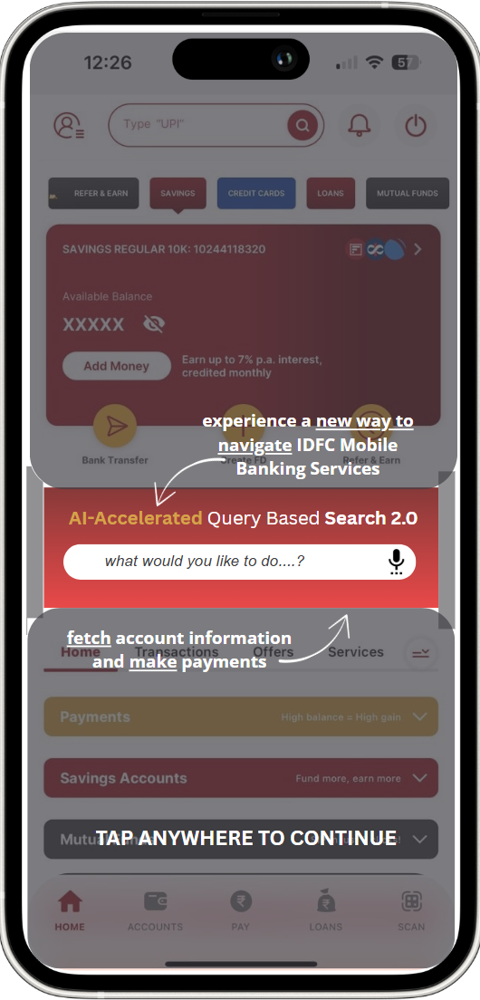 12:26
57
Type "UPI"
REFER & EARN
SAVINGS
CREDIT CARDS
LOANS
MUTUAL FUNDS
SAVINGS REGULAR 10K: 10244118320
Available Balance
XXXXX
Add Money
Earn up to 7% p.a. interest,
credited monthly
experience a new way to
navigate IDFC Mobile
Banking Services
Bank Transfer
Create FD
Refer & Earn
AI-Accelerated Query Based Search 2.0
what would you like to do....?
fetch account information
and make payments
Home
Transactions
Offers
Services
Payments
High balance = High gain
Savings Accounts
Fund more, earn more
Mutual
TAP ANYWHERE TO CONTINUE
HOME
ACCOUNTS
PAY
LOANS
SCAN